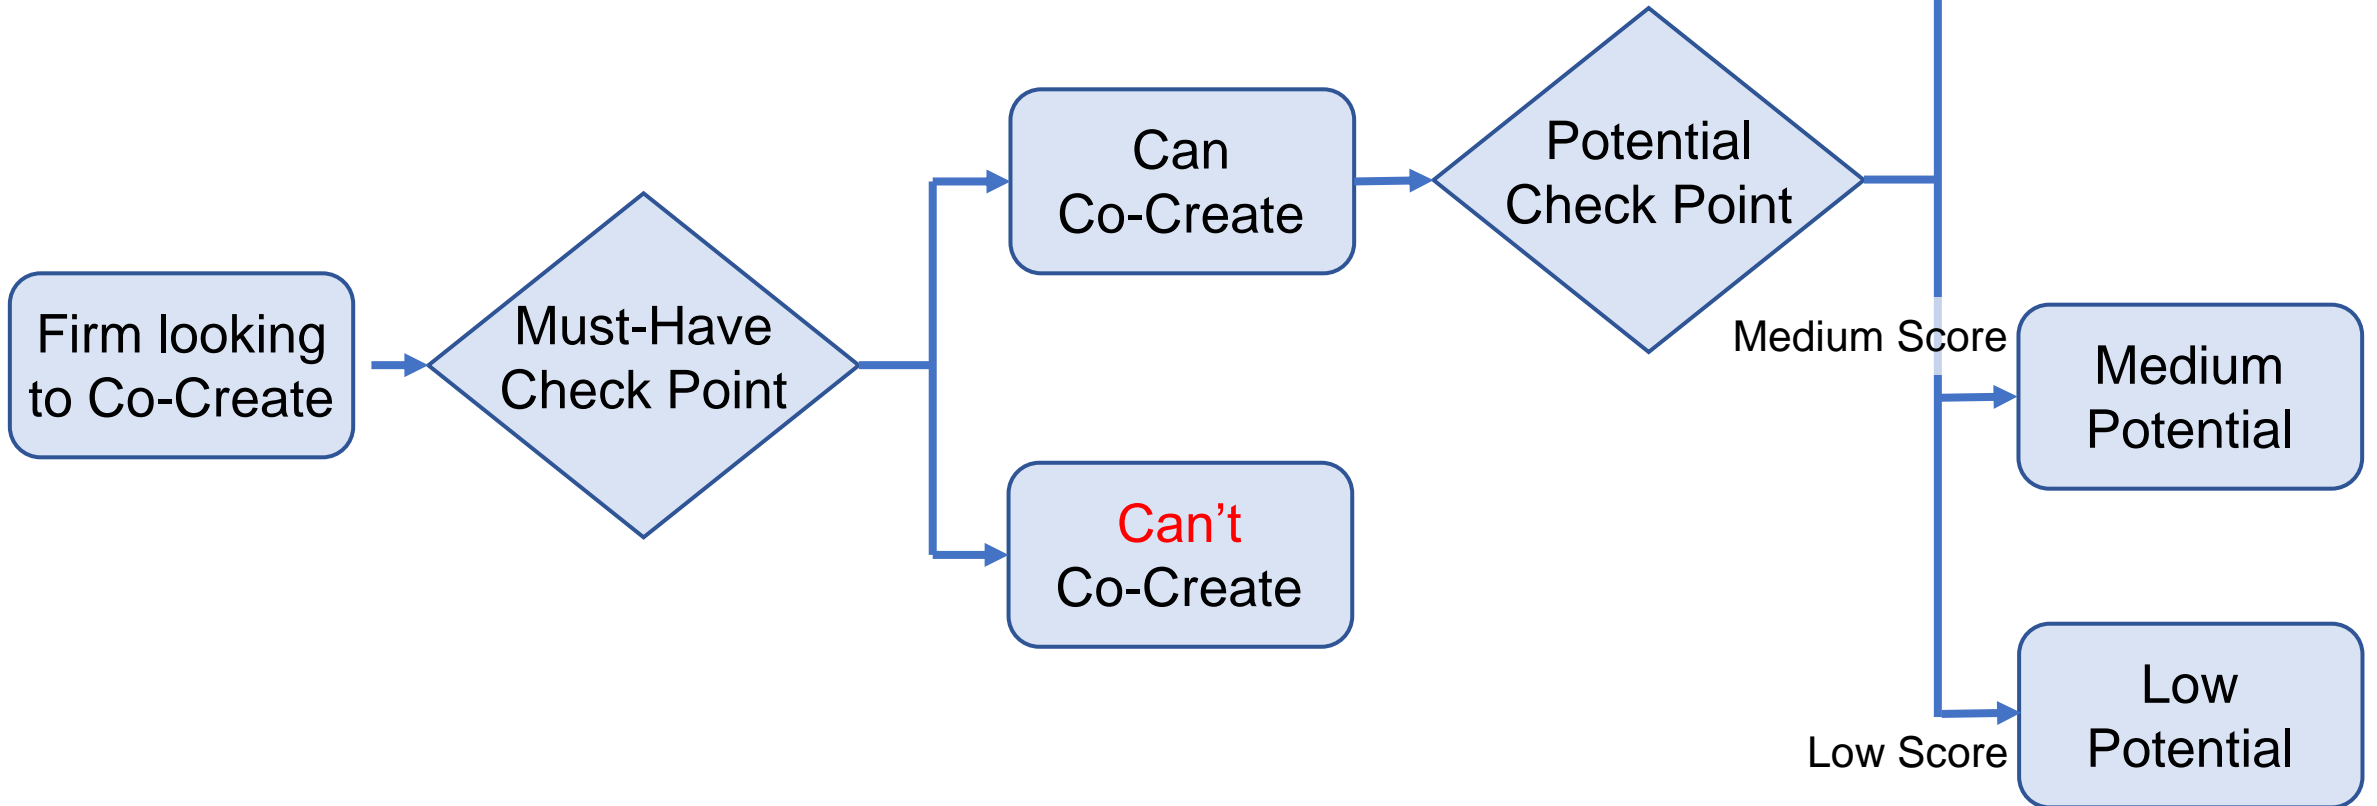 Firm looking
to Co-Create
Must-Have
Check Point
Can
Co-Create
Can’t
Co-Create
Potential
Check Point
Medium Score
Medium
Potential
Low Score
Low
Potential